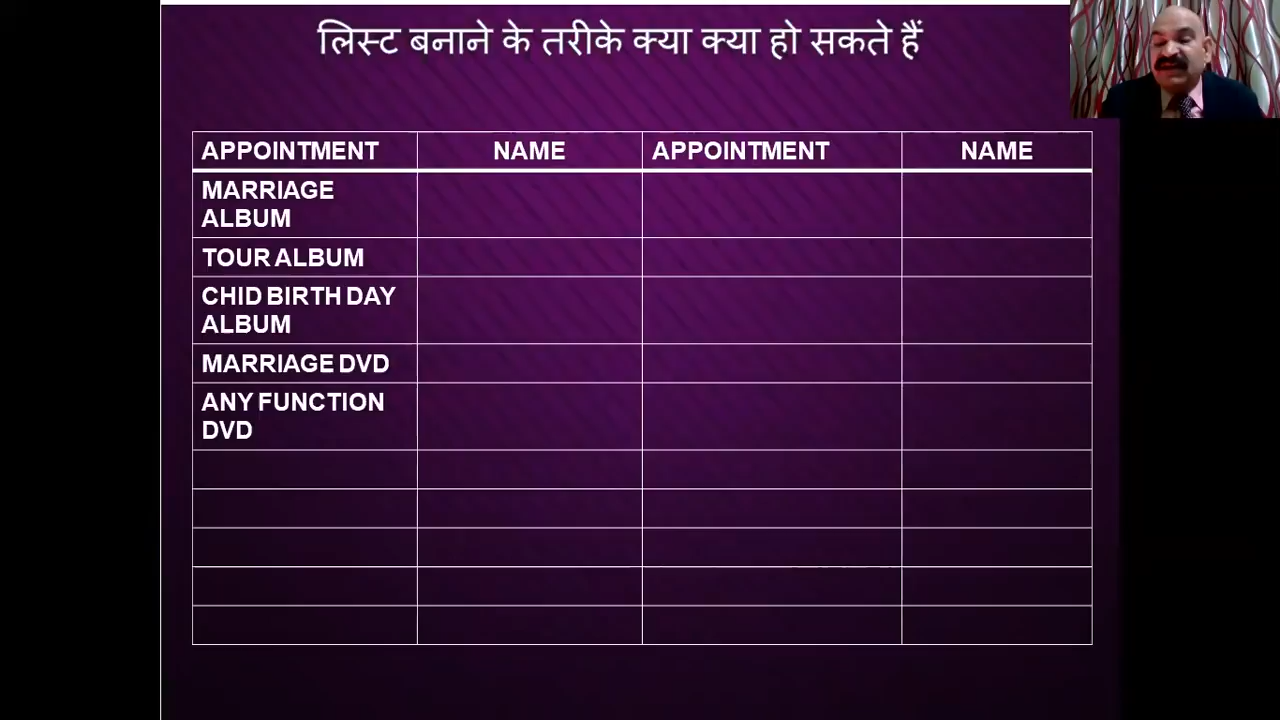 लिस्ट बनाने के तरीके क्या क्या हो सकते हैं
APPOINTMENT NAME APPOINTMENT NAME
MARRIAGE
ALBUM
TOUR ALBUM
CHID BIRTH DAY
ALBUM
MARRIAGE DVD
ANY FUNCTION
DVD